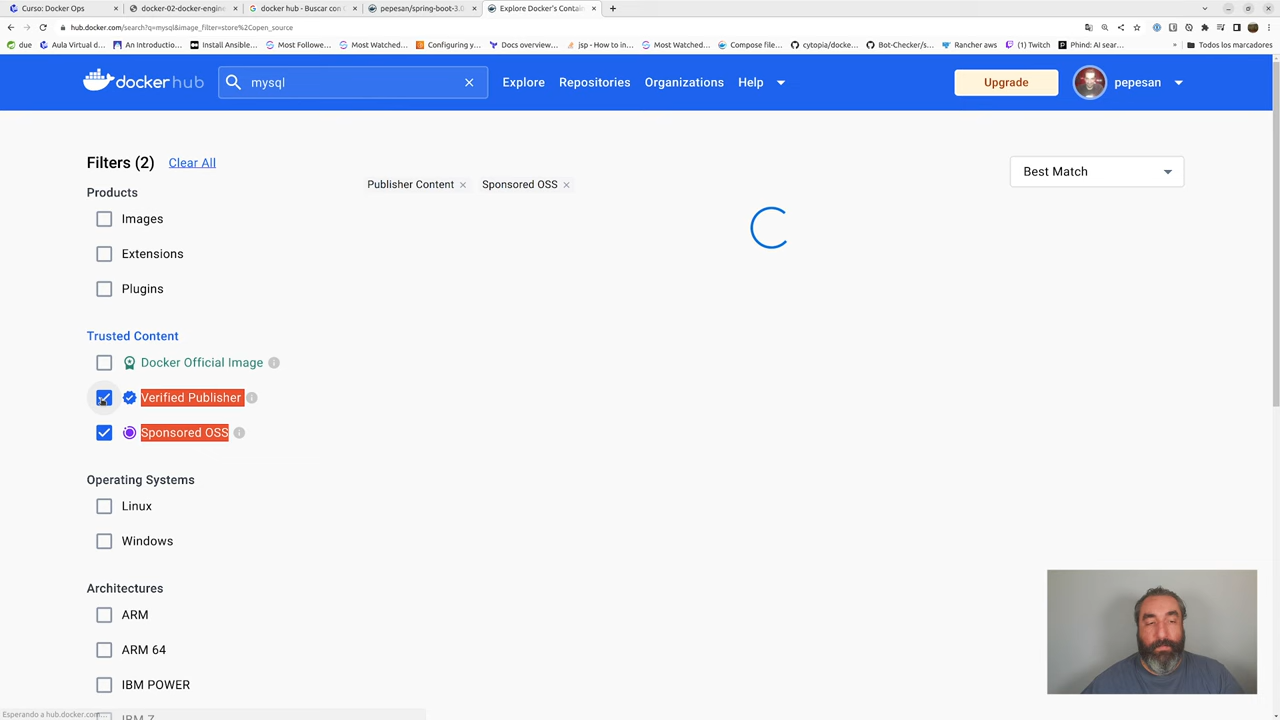 Curso: Docker Ops
docker-02-docker-engine
docker hub - Buscar con G
pepesan/spring-boot-3.0
Explore Docker's Contain
hub.docker.com/search?q=mysql&image_filter=store%2Copen_source
due
Aula Virtual d...
An Introductio...
Install Ansible...
Most Followe...
Most Watched...
Configuring y...
Docs overview...
jsp - How to in...
Most Watched...
Compose file...
cytopia/docke...
Bot-Checker/s...
Rancher aws
(1) Twitch
Phind: AI sear...
»
Todos los marcadores
dockerhub
mysql
Explore
Repositories
Organizations
Help
Upgrade
pepesan
Filters (2)
Clear All
Publisher Content
Sponsored OSS
Best Match
Products
Images
Extensions
Plugins
Trusted Content
Docker Official Image
Verified Publisher
Sponsored OSS
Operating Systems
Linux
Windows
Architectures
ARM
ARM 64
IBM POWER
IBM Z
Esperando a hub.docker.com...